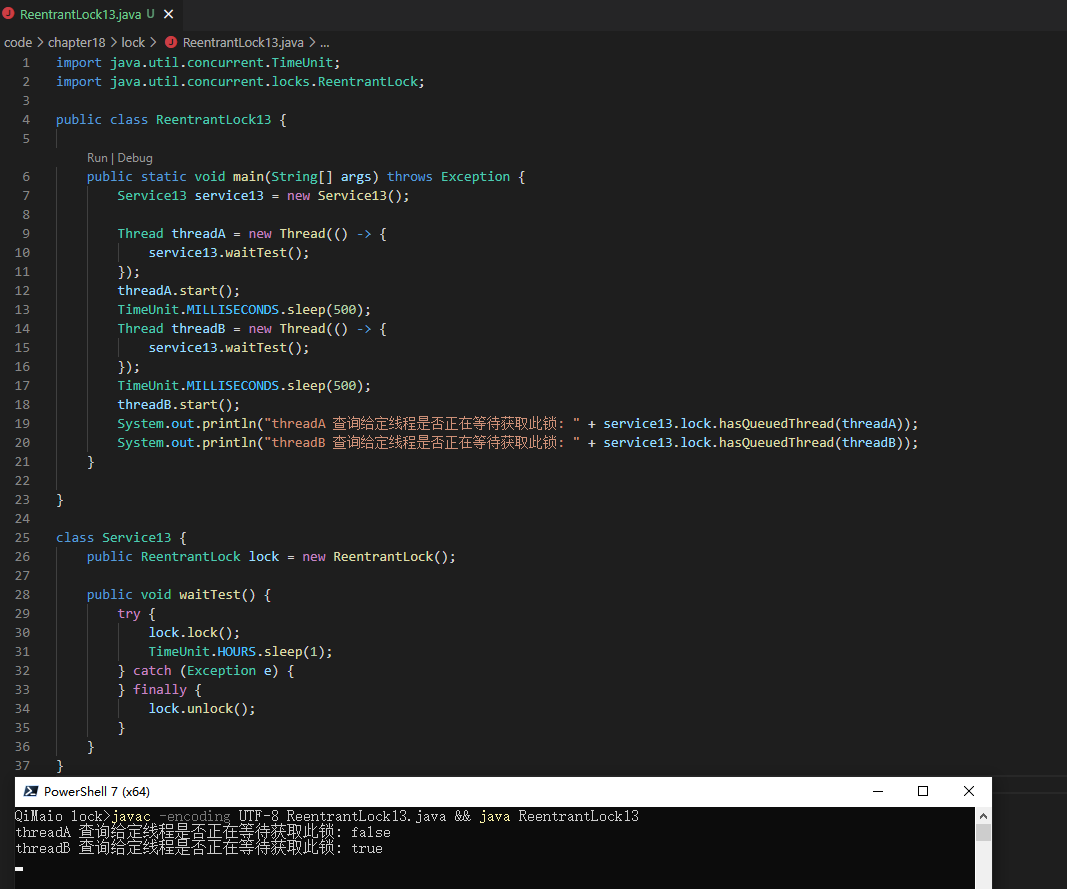 ReentrantLock13.java U
code > chapter18 > lock > ReentrantLock13.java > ...
1 import java.util.concurrent.TimeUnit;
2 import java.util.concurrent.locks.ReentrantLock;
3
4 public class ReentrantLock13 {
5
Run | Debug
6 public static void main(String[] args) throws Exception {
7 Service13 service13 = new Service13();
8
9 Thread threadA = new Thread(() -> {
10 service13.waitTest();
11 });
12 threadA.start();
13 TimeUnit.MILLISECONDS.sleep(500);
14 Thread threadB = new Thread(() -> {
15 service13.waitTest();
16 });
17 TimeUnit.MILLISECONDS.sleep(500);
18 threadB.start();
19 System.out.println("threadA 查询给定线程是否正在等待获取此锁: " + service13.lock.hasQueuedThread(threadA));
20 System.out.println("threadB 查询给定线程是否正在等待获取此锁: " + service13.lock.hasQueuedThread(threadB));
21 }
22
23 }
24
25 class Service13 {
26 public ReentrantLock lock = new ReentrantLock();
27
28 public void waitTest() {
29 try {
30 lock.lock();
31 TimeUnit.HOURS.sleep(1);
32 } catch (Exception e) {
33 } finally {
34 lock.unlock();
35 }
36 }
37 }
PowerShell 7 (x64)
QiMaio lock>javac -encoding UTF-8 ReentrantLock13.java && java ReentrantLock13
threadA 查询给定线程是否正在等待获取此锁: false
threadB 查询给定线程是否正在等待获取此锁: true